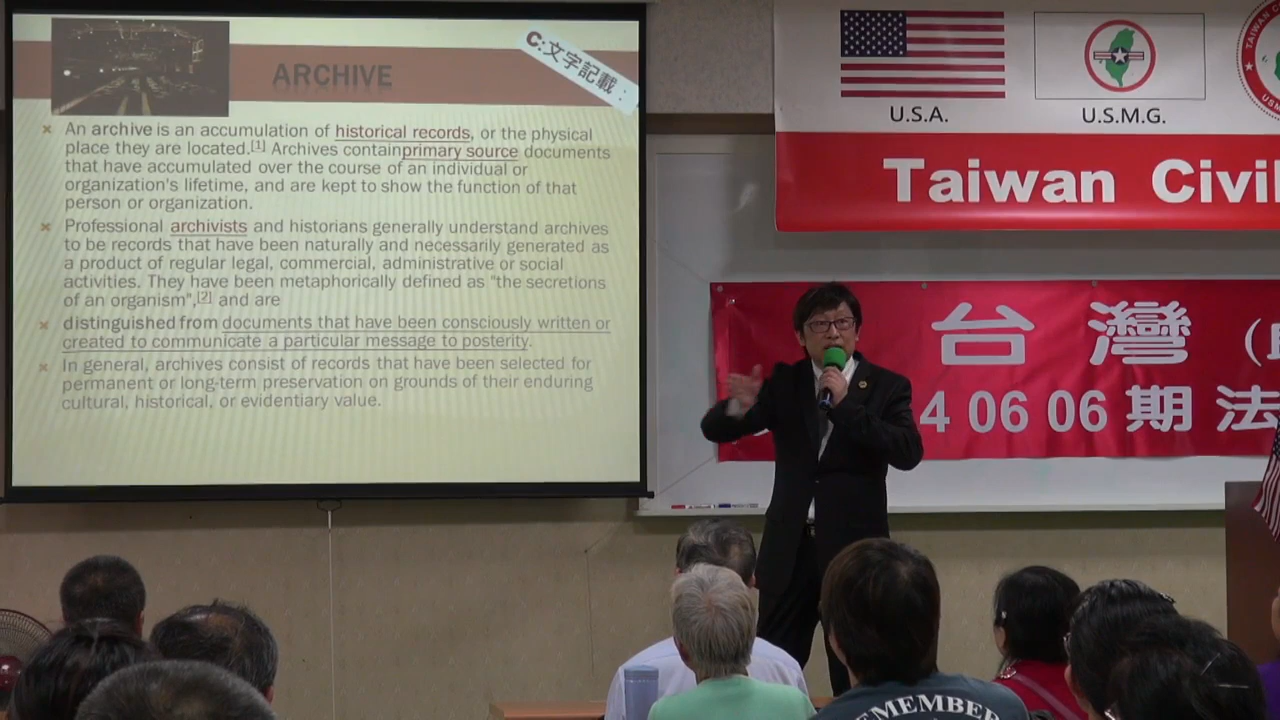 C:文字記載:
ARCHIVE
An archive is an accumulation of historical records, or the physical
place they are located.[1] Archives containprimary source documents
that have accumulated over the course of an individual or
organization's lifetime, and are kept to show the function of that
person or organization.
Professional archivists and historians generally understand archives
to be records that have been naturally and necessarily generated as
a product of regular legal, commercial, administrative or social
activities. They have been metaphorically defined as "the secretions
of an organism",[2] and are
distinguished from documents that have been consciously written or
created to communicate a particular message to posterity.
In general, archives consist of records that have been selected for
permanent or long-term preservation on grounds of their enduring
cultural, historical, or evidentiary value.
U.S.A.
U.S.M.G.
Taiwan Civil
台灣(
4 06 06 期 法
EMEMBER